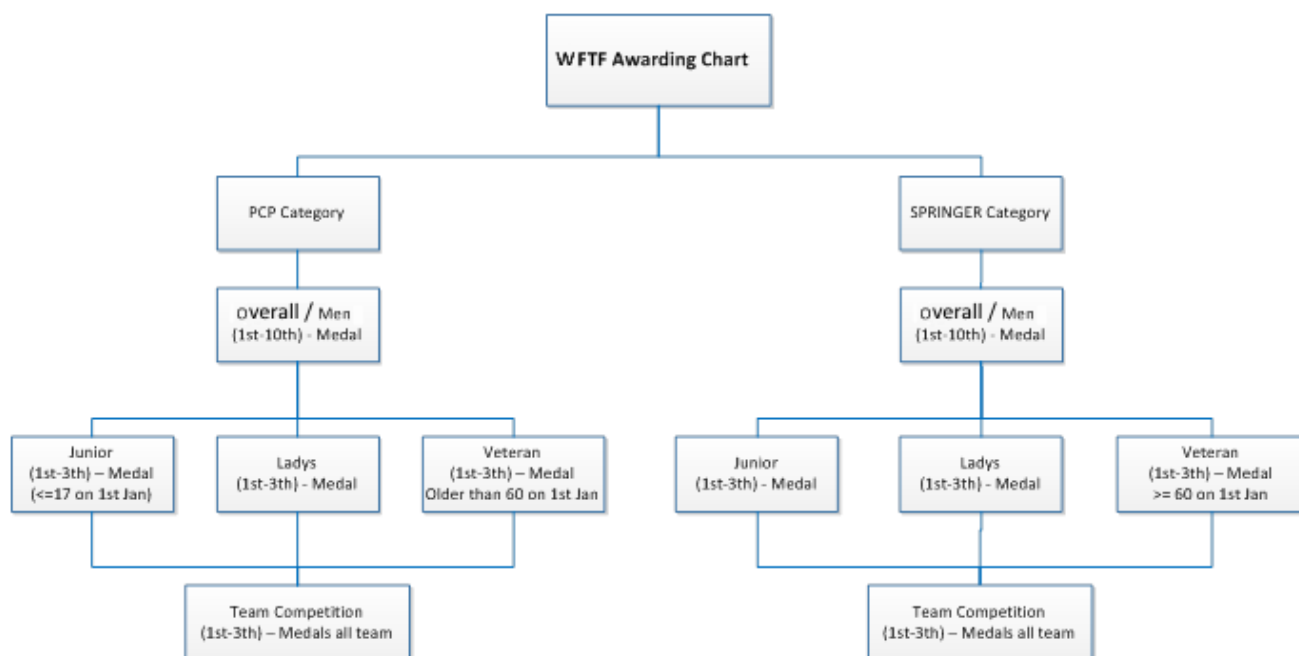 WFTF Awarding Chart
PCP Category
SPRINGER Category
overall / Men
(1st-10th) - Medal
overall / Men
(1st-10th) - Medal
Junior
(1st-3th) – Medal
(<=17 on 1st Jan)
Ladys
(1st-3th) - Medal
Veteran
(1st-3th) – Medal
Older than 60 on 1st Jan
Junior
(1st-3th) - Medal
Ladys
(1st-3th) - Medal
Veteran
(1st-3th) – Medal
>= 60 on 1st Jan
Team Competition
(1st-3th) – Medals all team
Team Competition
(1st-3th) – Medals all team